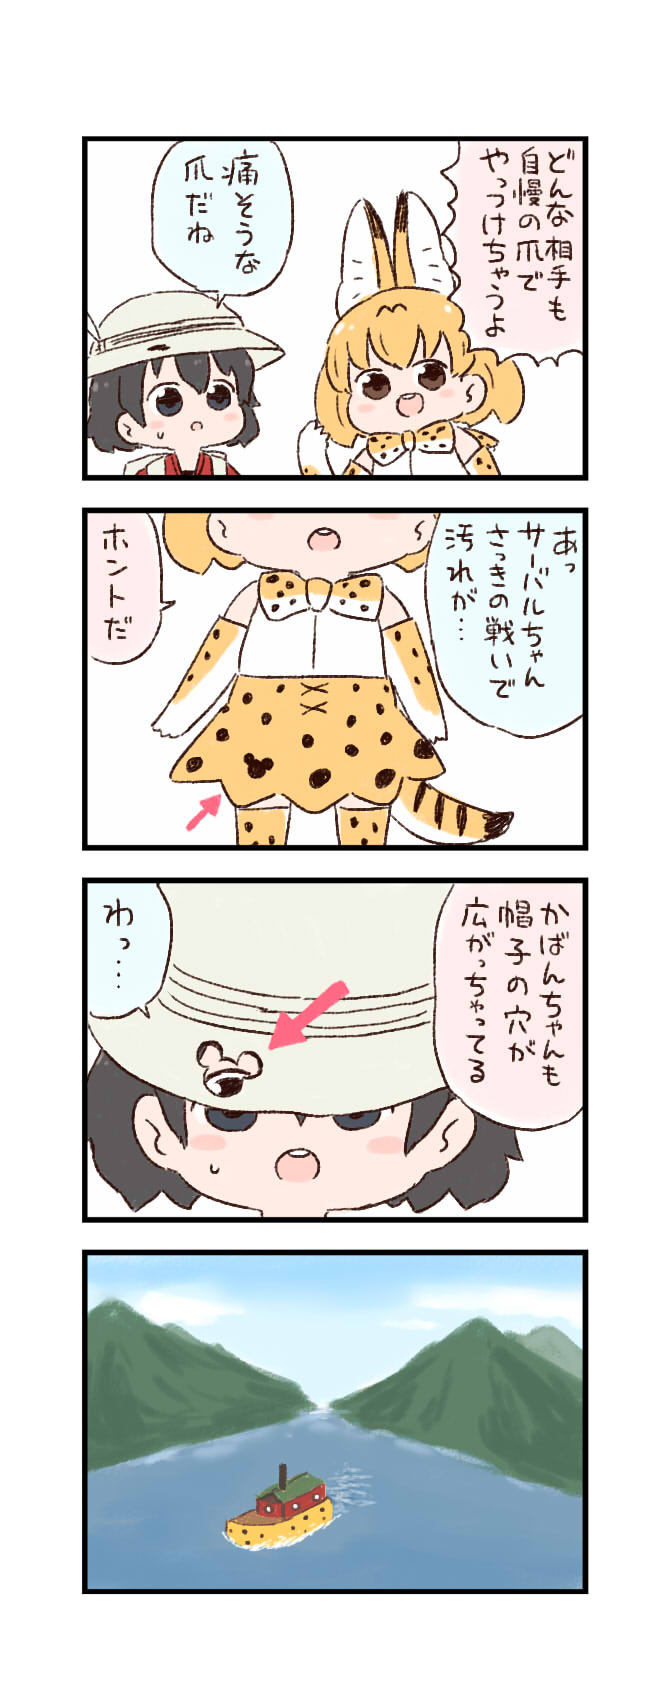 どんな相手も
自慢の爪で
やっつけちゃうよ
痛そうな
爪だね
あっ
サーバルちゃん
さっきの戦いで
汚れが…
ホントだ
かばんちゃんも
帽子の穴が
広がっちゃってる
わっ…